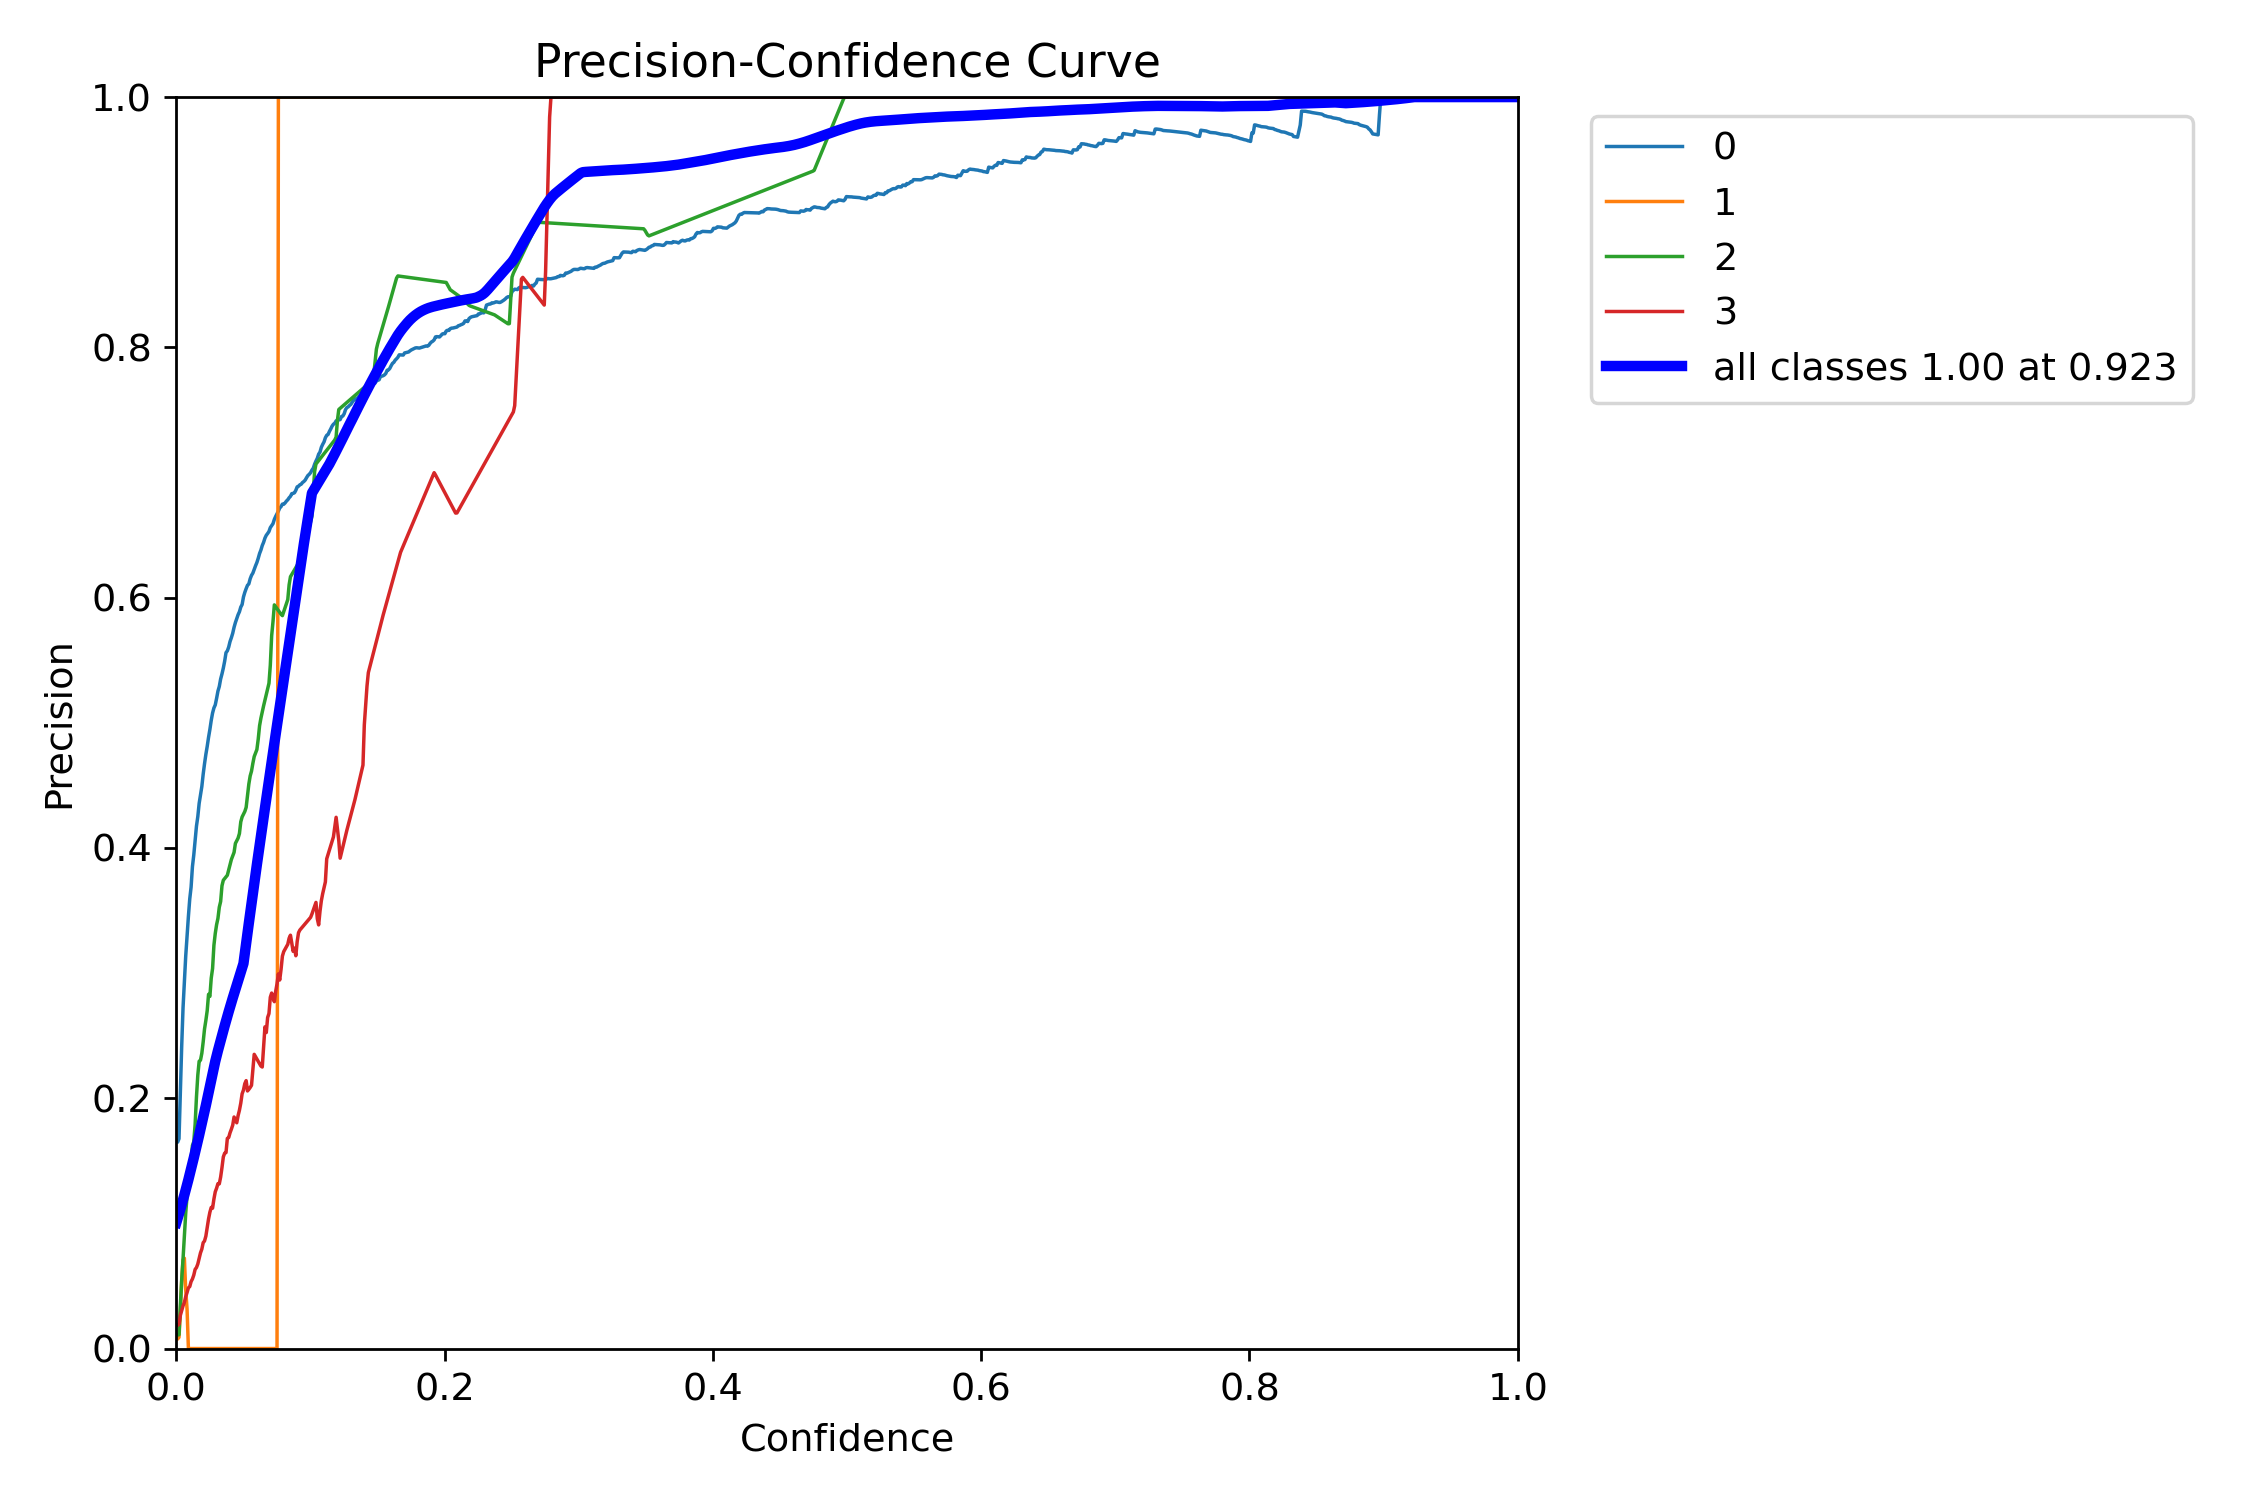 Precision-Confidence Curve
1.0
0.8
0.6
0.4
0.2
0.0
Precision
0.0 0.2 0.4 0.6 0.8 1.0
Confidence
0
1
2
3
all classes 1.00 at 0.923